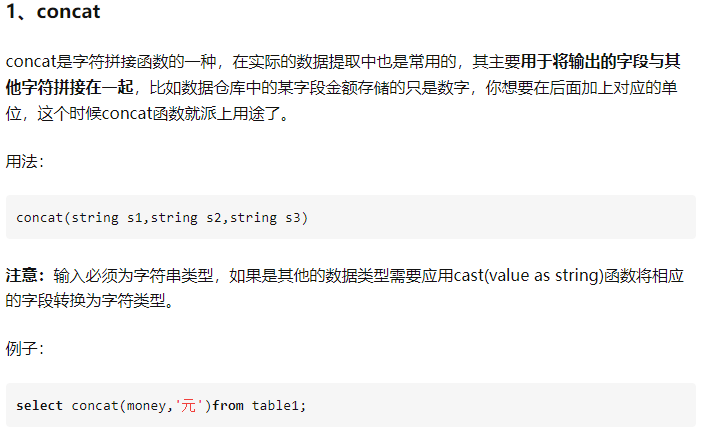 1、concat
concat是字符拼接函数的一种，在实际的数据提取中也是常用的，其主要用于将输出的字段与其
他字符拼接在一起，比如数据仓库中的某字段金额存储的只是数字，你想要在后面加上对应的单
位，这个时候concat函数就派上用途了。
用法：
concat(string s1,string s2,string s3)
注意：输入必须为字符串类型，如果是其他的数据类型需要应用cast(value as string)函数将相应
的字段转换为字符类型。
例子：
select concat(money,'元')from table1;